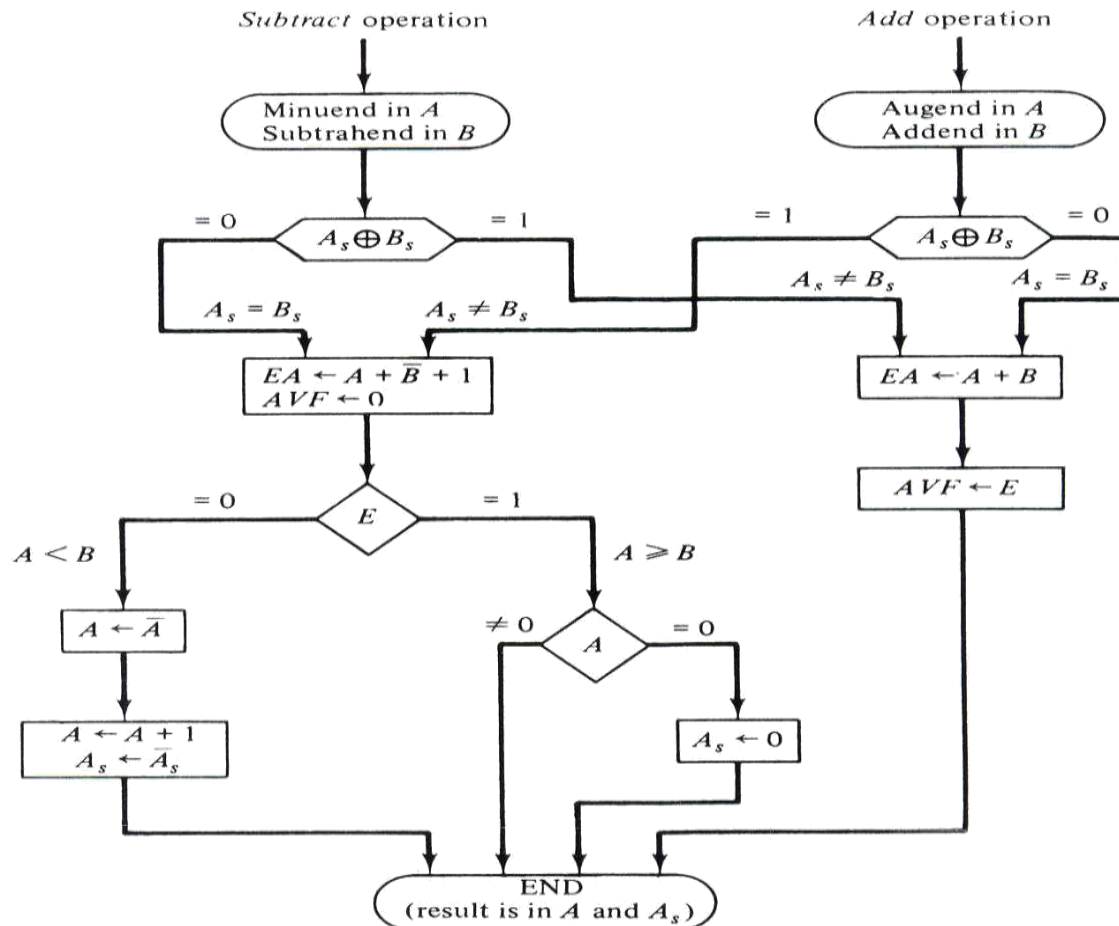 Subtract operation
Add operation
Minuend in A
Subtrahend in B
Augend in A
Addend in B
= 0
A_s ⊕ B_s
= 1
= 1
A_s ⊕ B_s
= 0
A_s = B_s
A_s ≠ B_s
A_s ≠ B_s
A_s = B_s
EA ← A + B̅ + 1
AVF ← 0
EA ← A + B
AVF ← E
= 0
E
= 1
A < B
A ⩾ B
A ← A̅
≠ 0
A
= 0
A ← A + 1
A_s ← A̅_s
A_s ← 0
END
(result is in A and A_s)